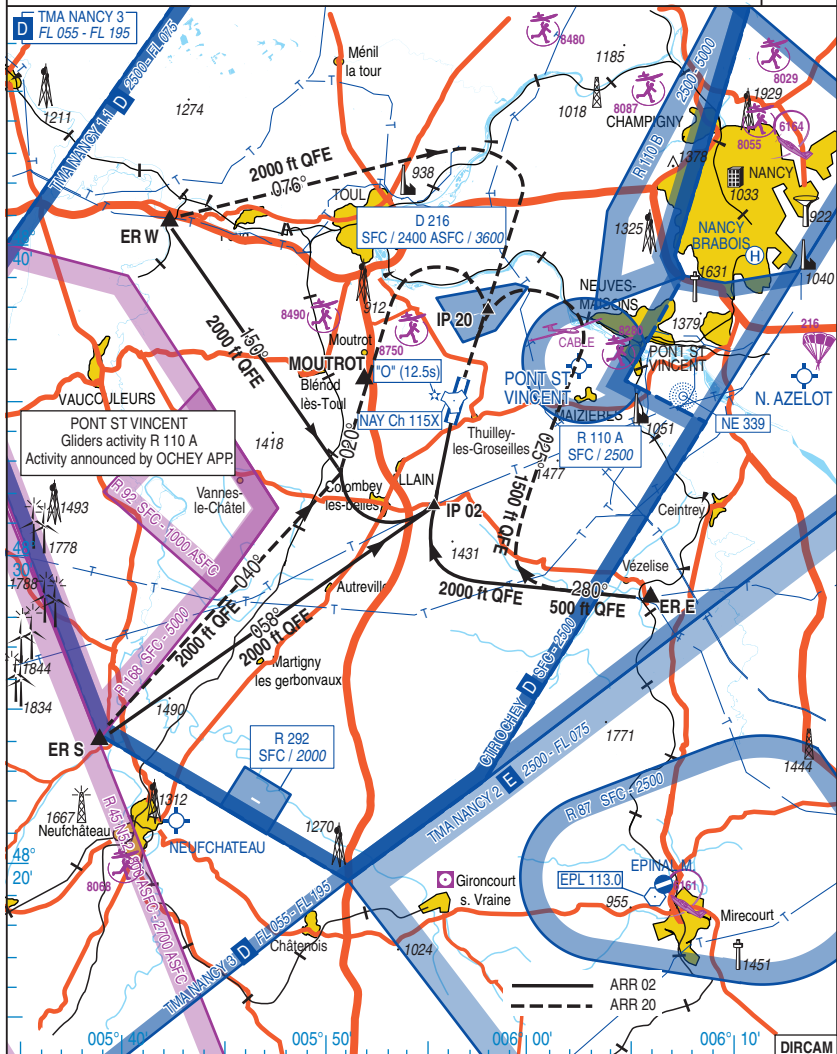 D TMA NANCY 3
FL 055 - FL 195
TMA NANCY 1.1 D 2500 - FL 075
1211
1274
Ménil
la tour
8480
1185
1018
8087
CHAMPIGNY
2500-5000
R 110 B
8029
1929
8055
6164
1378
NANCY
1033
922
NANCY
BRABOIS
H
1040
1325
1631
2000 ft QFE
076°
938
TOUL
ER W
D 216
SFC / 2400 ASFC / 3600
40'
150°
2000 ft QFE
912
8490
Moutrot
8750
MOUTROT
"O" (12.5s)
Blénod
lès-Toul
NAY Ch 115X
IP 20
NEUVES-
MAISONS
CABLE
1379
PONT ST
VINCENT
PONT ST
VINCENT
216
N. AZELOT
MAIZIERES
1051
NE 339
R 110 A
SFC / 2500
VAUCOULEURS
PONT ST VINCENT
Gliders activity R 110 A
Activity announced by OCHEY APP.
1418
020°
Thuilley-
les-Groseilles
025°
1500 ft QFE
1477
Vannes-
le-Châtel
R 92 SFC - 1000 ASFC
Colombey
les-belles
LLAIN
IP 02
Ceintrey
1493
1778
1788
30'
1431
Vézelise
040°
2000 ft QFE
Autreville
2000 ft QFE
280°
500 ft QFE
ER E
058°
2000 ft QFE
R 168 SFC - 5000
Martigny
les gerbonvaux
1844
1834
1490
CTR OCHEY D SFC - 2500
ER S
R 292
SFC / 2000
1771
1444
TMA NANCY 2 E 2500 - FL 075
R 87 SFC - 2500
1667
1312
Neufchâteau
NEUFCHATEAU
1270
8068
48°
20'
Gironcourt
s. Vraine
EPINAL M.
EPL 113.0
955
Mirecourt
1451
TMA NANCY 3 D FL 055 - FL 195
Châtenois
1024
ARR 02
ARR 20
005° 40'
005° 50'
006° 00'
006° 10'
DIRCAM